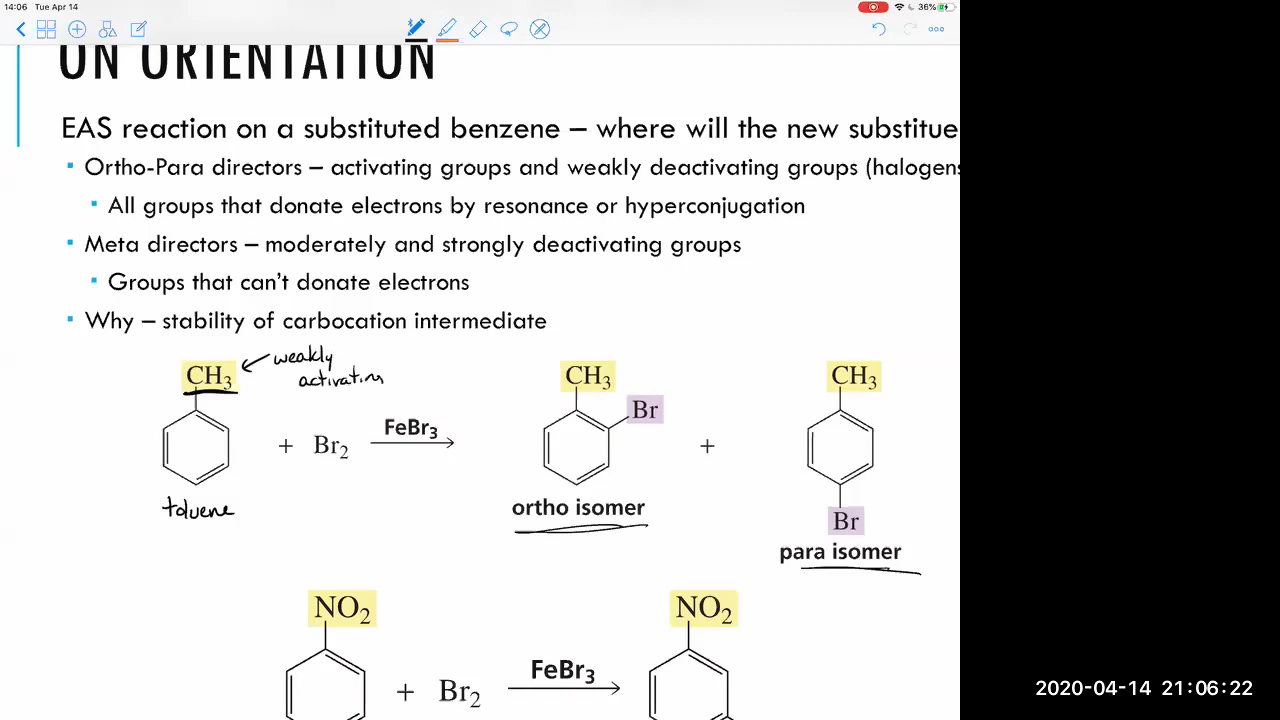 14:06 Tue Apr 14
36%
ON ORIENTATION
EAS reaction on a substituted benzene – where will the new substitue
▪ Ortho-Para directors – activating groups and weakly deactivating groups (halogens
▪ All groups that donate electrons by resonance or hyperconjugation
▪ Meta directors – moderately and strongly deactivating groups
▪ Groups that can't donate electrons
▪ Why – stability of carbocation intermediate
weakly
activating
CH3
CH3
Br
CH3
+ Br2
FeBr3
+
toluene
ortho isomer
Br
para isomer
NO2
NO2
+ Br2
FeBr3
2020-04-14 21:06:22